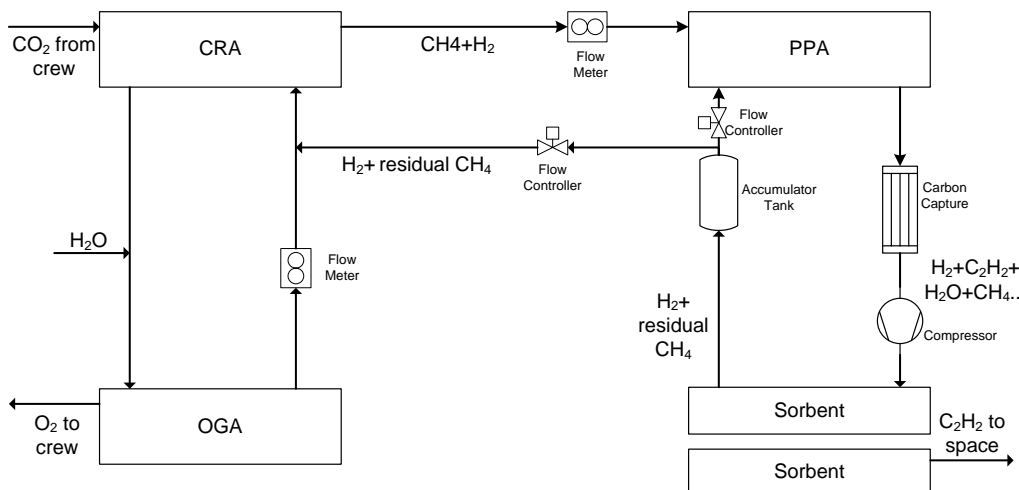 CO₂ from
crew
CRA
CH4+H₂
Flow
Meter
PPA
Flow
Controller
H₂+ residual CH₄
Flow
Controller
Accumulator
Tank
Carbon
Capture
H₂O
Flow
Meter
H₂+
residual
CH₄
H₂+C₂H₂+
H₂O+CH₄..
Compressor
O₂ to
crew
OGA
Sorbent
C₂H₂ to
space
Sorbent